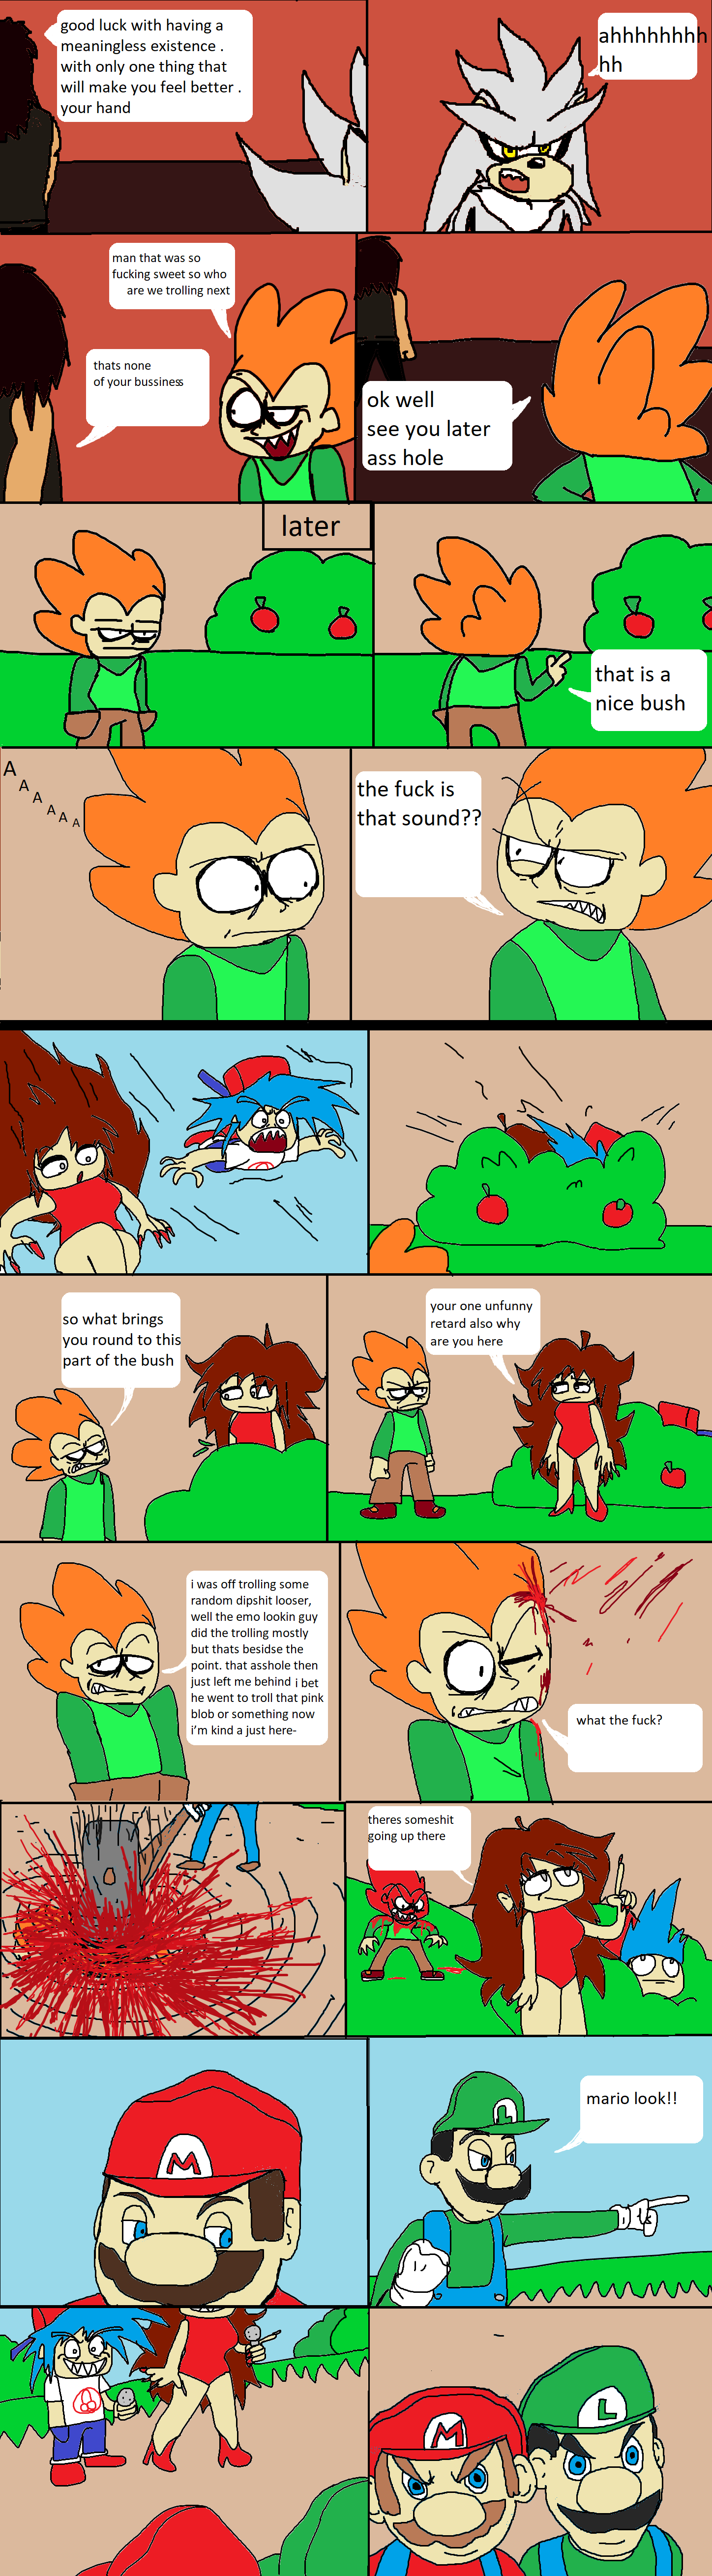 good luck with having a
meaningless existence .
with only one thing that
will make you feel better .
your hand
ahhhhhhhh
hh
man that was so
fucking sweet so who
are we trolling next
thats none
of your bussiness
ok well
see you later
ass hole
later
that is a
nice bush
A
A
A
A
A
A
the fuck is
that sound??
so what brings
you round to this
part of the bush
your one unfunny
retard also why
are you here
i was off trolling some
random dipshit looser,
well the emo lookin guy
did the trolling mostly
but thats besidse the
point. that asshole then
just left me behind i bet
he went to troll that pink
blob or something now
i'm kind a just here-
what the fuck?
theres someshit
going up there
M
L
mario look!!
M
L